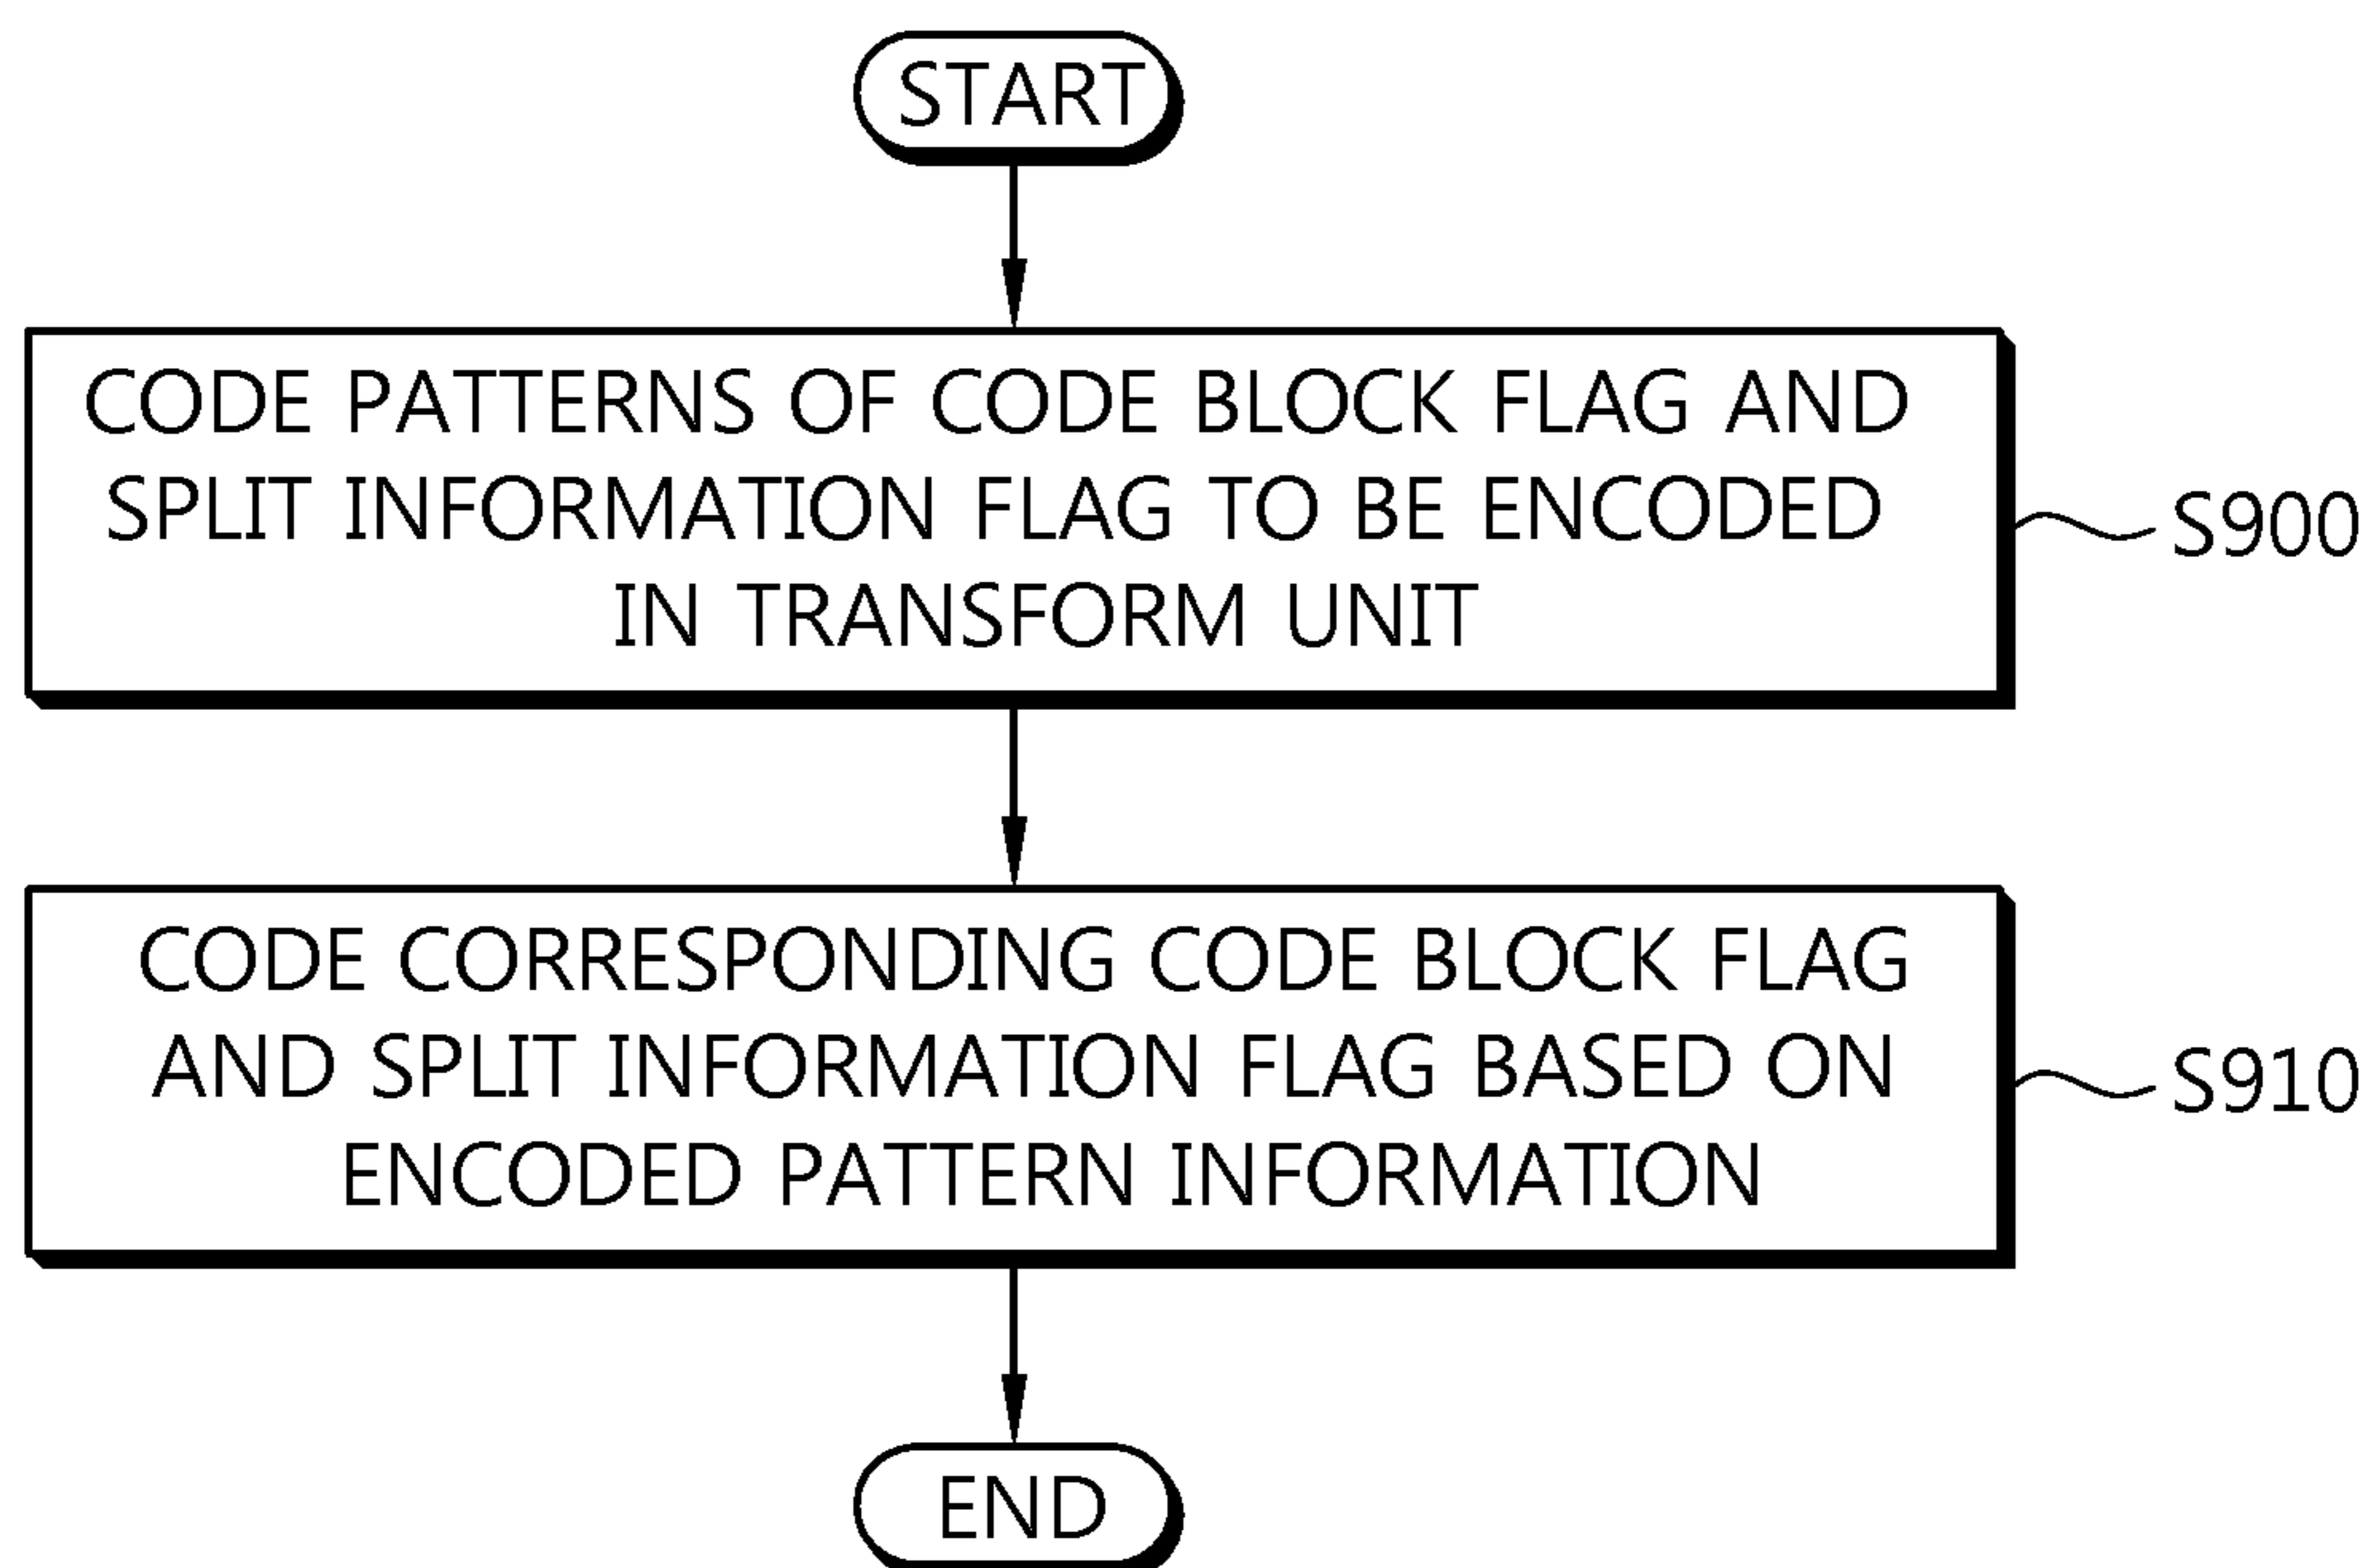 START
CODE PATTERNS OF CODE BLOCK FLAG AND
SPLIT INFORMATION FLAG TO BE ENCODED
IN TRANSFORM UNIT
S900
CODE CORRESPONDING CODE BLOCK FLAG
AND SPLIT INFORMATION FLAG BASED ON
ENCODED PATTERN INFORMATION
S910
END